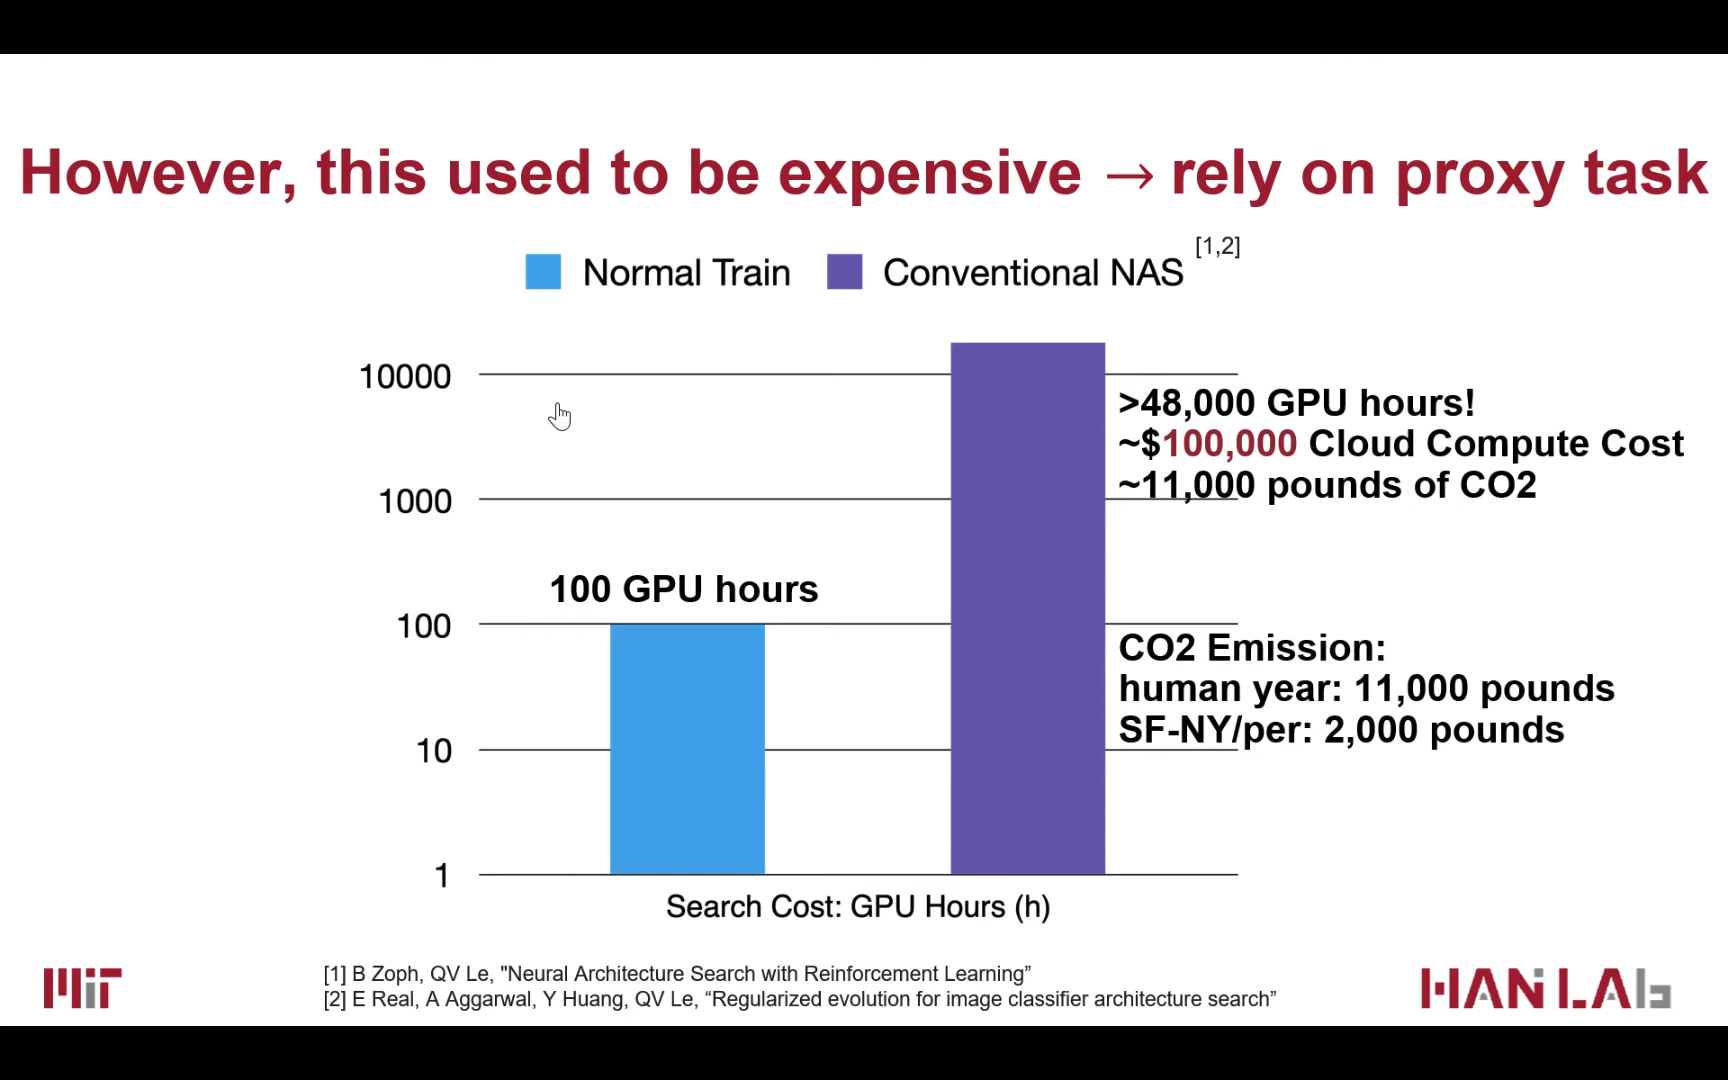 However, this used to be expensive → rely on proxy task
Normal Train
Conventional NAS [1,2]
10000
1000
100
10
1
>48,000 GPU hours!
~$100,000 Cloud Compute Cost
~11,000 pounds of CO2
100 GPU hours
CO2 Emission:
human year: 11,000 pounds
SF-NY/per: 2,000 pounds
Search Cost: GPU Hours (h)
[1] B Zoph, QV Le, "Neural Architecture Search with Reinforcement Learning”
[2] E Real, A Aggarwal, Y Huang, QV Le, “Regularized evolution for image classifier architecture search”
MIT
HAN LAb